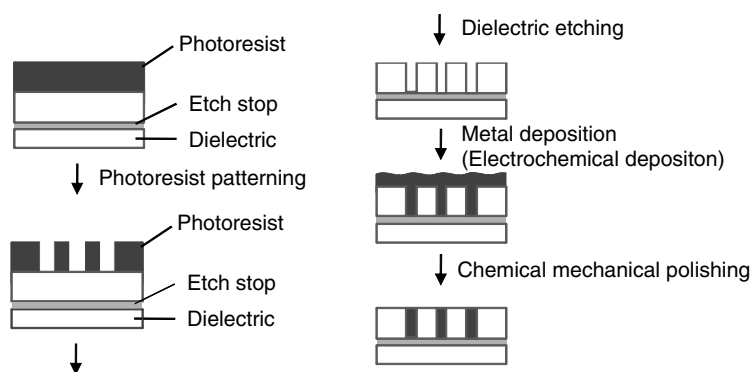 Photoresist
Etch stop
Dielectric
Photoresist patterning
Photoresist
Etch stop
Dielectric
Dielectric etching
Metal deposition
(Electrochemical depositon)
Chemical mechanical polishing